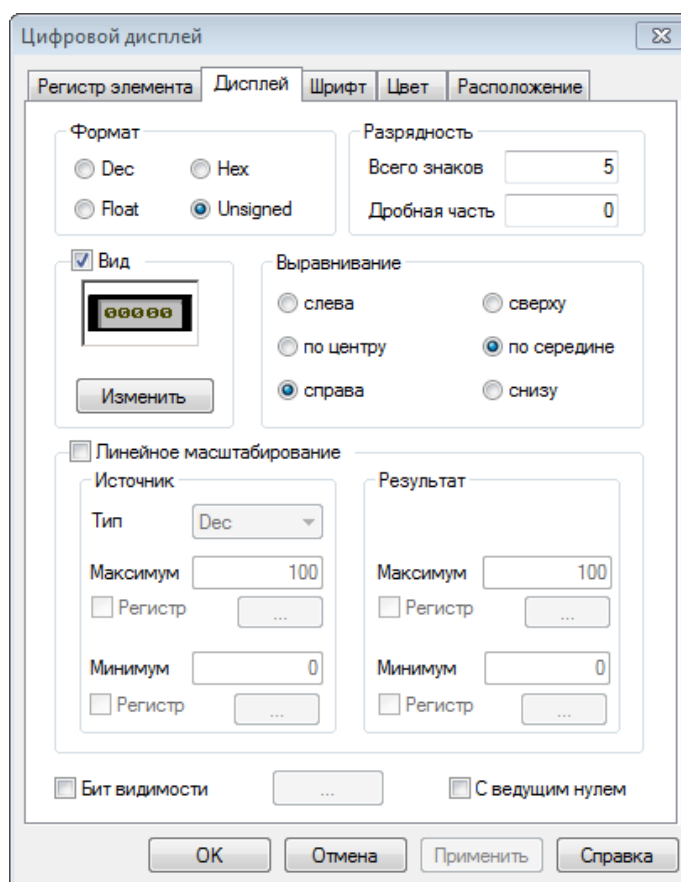 Цифровой дисплей
Регистр элемента Дисплей Шрифт Цвет Расположение
Формат Разрядность
Dec Hex Всего знаков 5
Float Unsigned Дробная часть 0
Вид Выравнивание
00000 слева сверху
по центру по середине
Изменить справа снизу
Линейное масштабирование
Источник Результат
Тип Dec
Максимум 100 Максимум 100
Регистр ... Регистр ...
Минимум 0 Минимум 0
Регистр ... Регистр ...
Бит видимости ... С ведущим нулем
OK Отмена Применить Справка